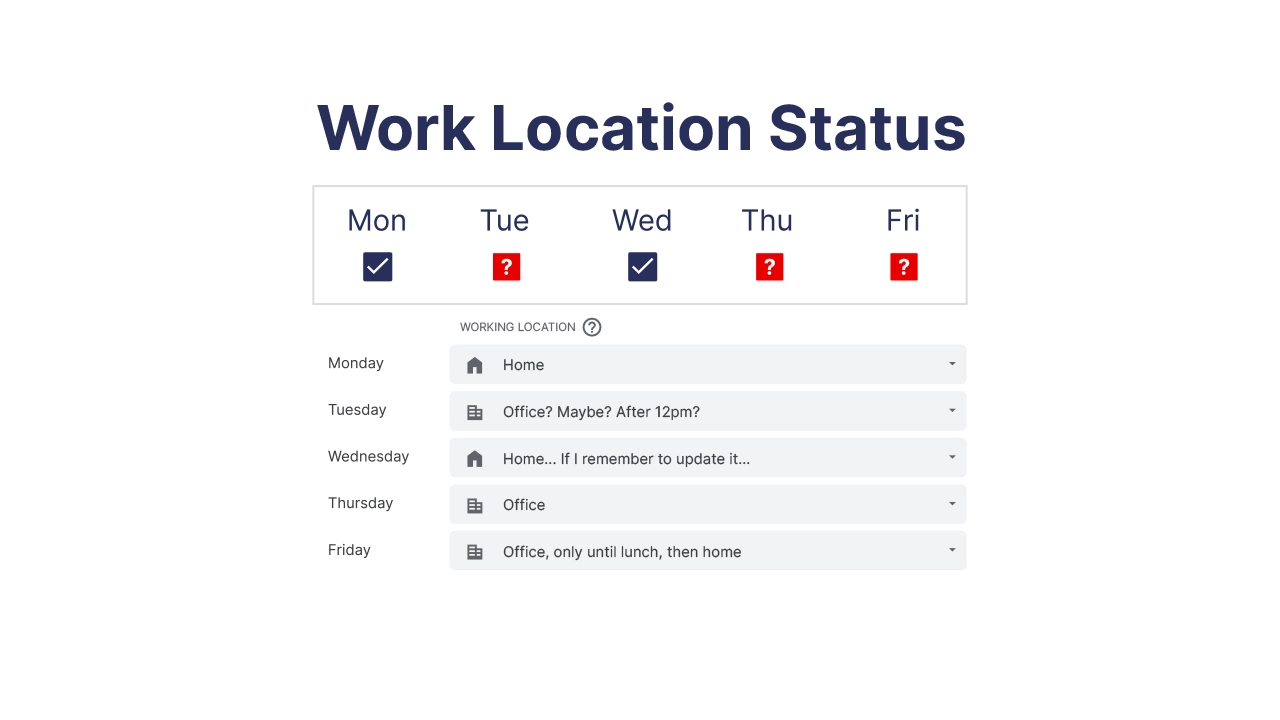 Work Location Status
Mon Tue Wed Thu Fri
? ? ?
WORKING LOCATION ?
Monday Home
Tuesday Office? Maybe? After 12pm?
Wednesday Home... If I remember to update it...
Thursday Office
Friday Office, only until lunch, then home